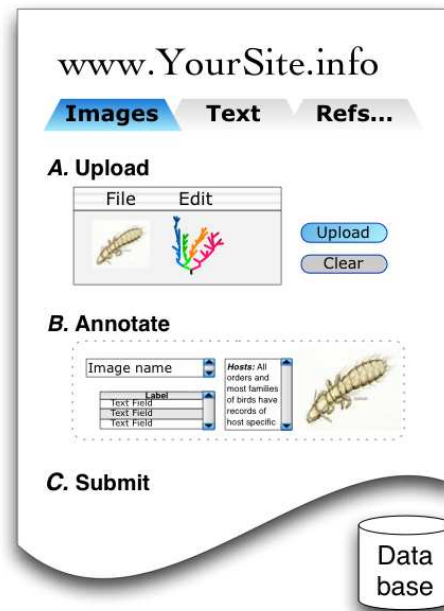 www.YourSite.info
Images Text Refs...
A. Upload
File Edit
Upload
Clear
B. Annotate
Image name
Label
Text Field
Text Field
Text Field
Hosts: All
orders and
most families
of birds have
records of
host specific
C. Submit
Data
base